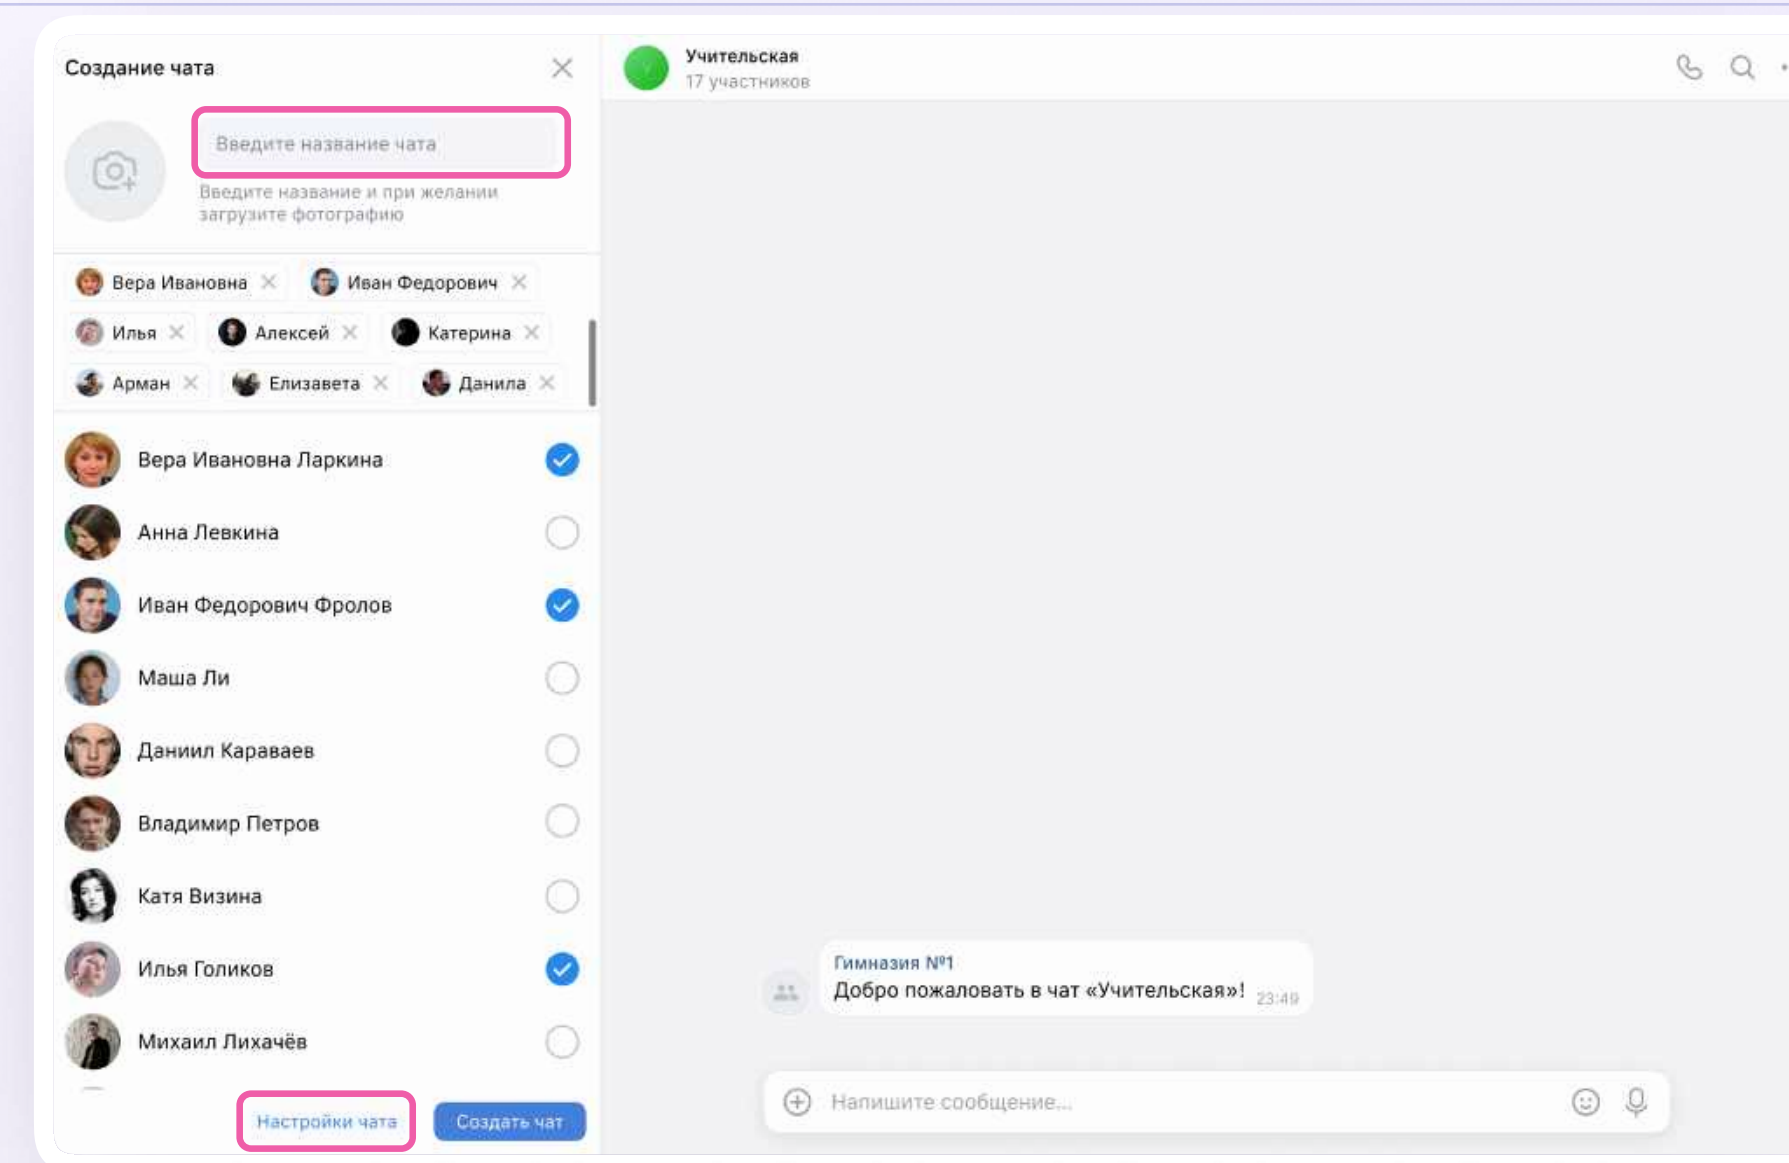 Создание чата
Введите название чата
Введите название и при желании
загрузите фотографию
Вера Ивановна
Иван Федорович
Илья
Алексей
Катерина
Арман
Елизавета
Данила
Вера Ивановна Ларкина
Анна Левкина
Иван Федорович Фролов
Маша Ли
Даниил Караваев
Владимир Петров
Катя Визина
Илья Голиков
Михаил Лихачёв
Настройки чата
Создать чат
Учительская
17 участников
Гимназия №1
Добро пожаловать в чат «Учительская»! 23:49
Напишите сообщение...